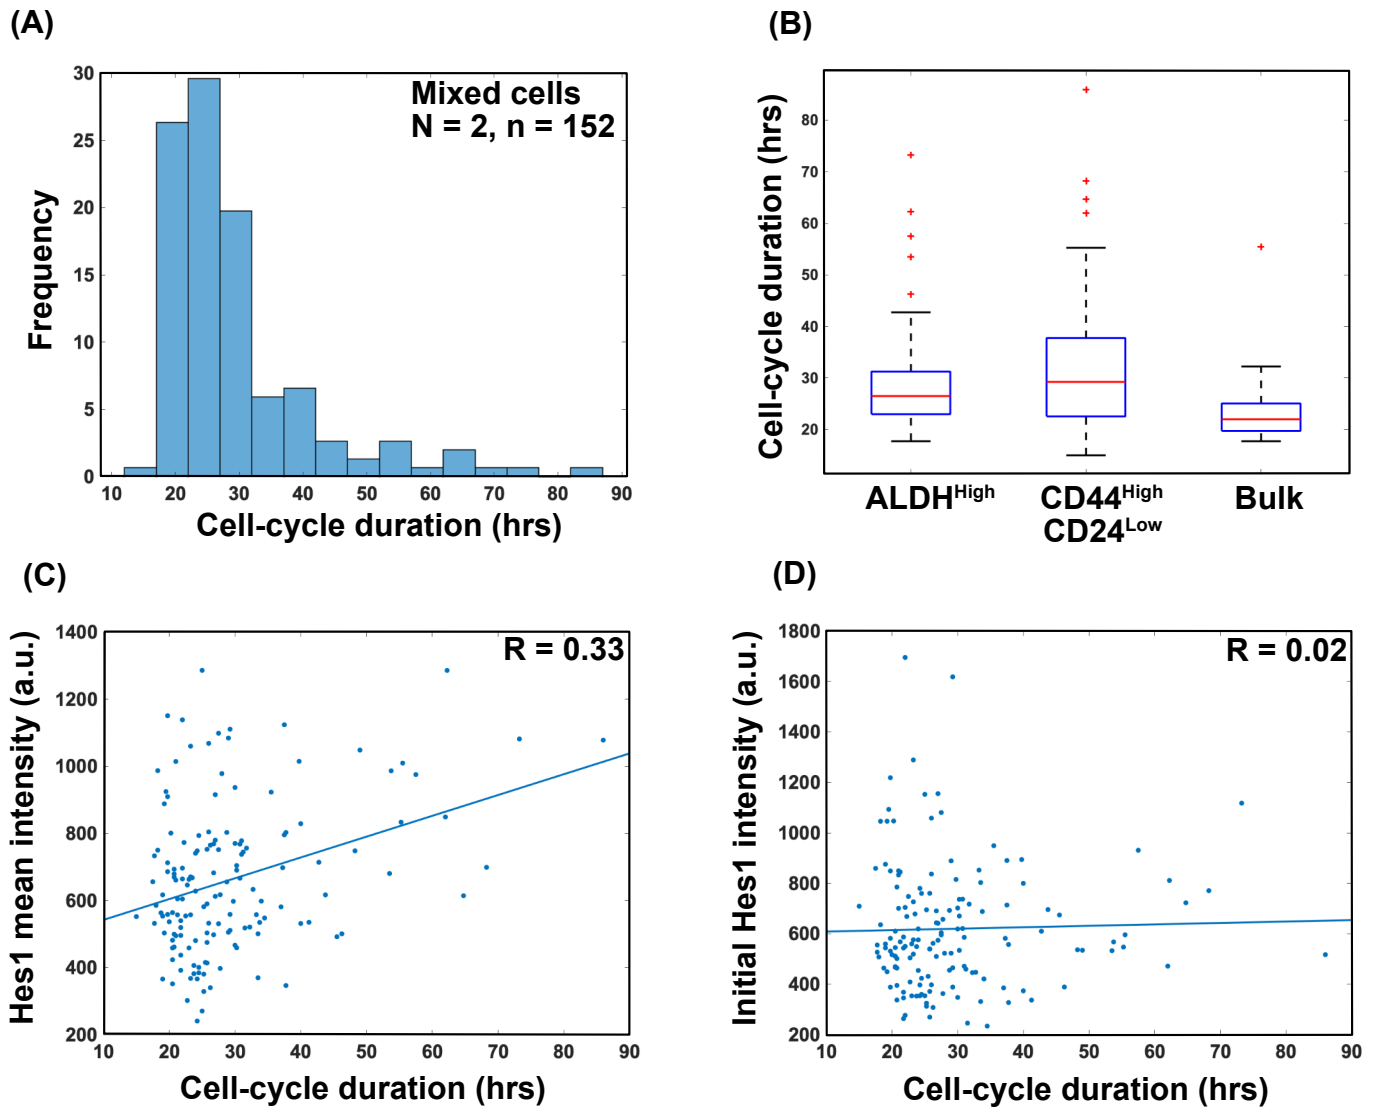 (A)
Mixed cells
N = 2, n = 152
Frequency
30
25
20
15
10
5
0
10 20 30 40 50 60 70 80 90
Cell-cycle duration (hrs)
(B)
Cell-cycle duration (hrs)
80
70
60
50
40
30
20
ALDHHigh
CD44High
CD24Low
Bulk
(C)
R = 0.33
Hes1 mean intensity (a.u.)
1400
1200
1000
800
600
400
200
10 20 30 40 50 60 70 80 90
Cell-cycle duration (hrs)
(D)
R = 0.02
Initial Hes1 intensity (a.u.)
1800
1600
1400
1200
1000
800
600
400
200
10 20 30 40 50 60 70 80 90
Cell-cycle duration (hrs)